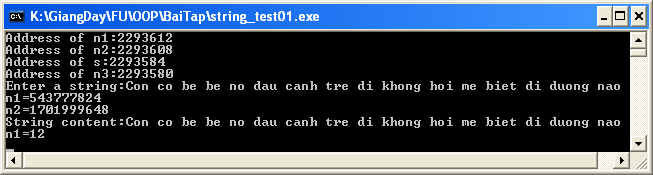 K:\GiangDay\FU\OOP\BaiTap\string_test01.exe
Address of n1:2293612
Address of n2:2293608
Address of s:2293584
Address of n3:2293580
Enter a string:Con co be be no dau canh tre di khong hoi me biet di duong nao
n1=543777824
n2=1701999648
String content:Con co be be no dau canh tre di khong hoi me biet di duong nao
n1=12